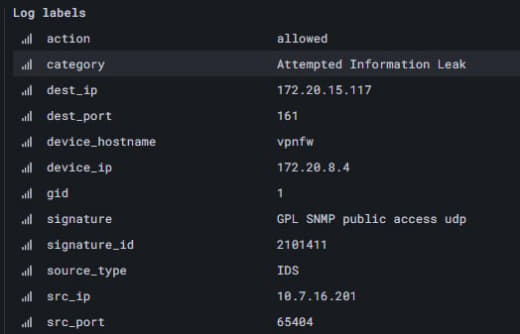 Log labels
action allowed
category Attempted Information Leak
dest_ip 172.20.15.117
dest_port 161
device_hostname vpnfw
device_ip 172.20.8.4
gid 1
signature GPL SNMP public access udp
signature_id 2101411
source_type IDS
src_ip 10.7.16.201
src_port 65404